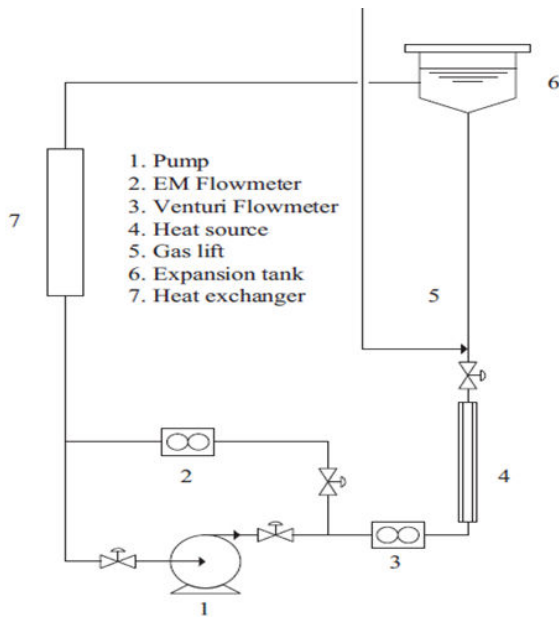 6
7
1. Pump
2. EM Flowmeter
3. Venturi Flowmeter
4. Heat source
5. Gas lift
6. Expansion tank
7. Heat exchanger
5
2
4
3
1